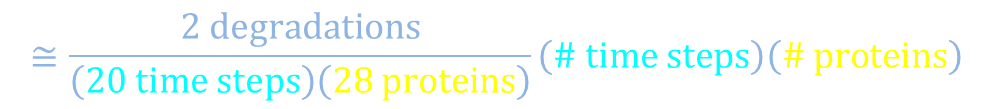 ≅ 2 degradations / (20 time steps)(28 proteins) (# time steps)(# proteins)